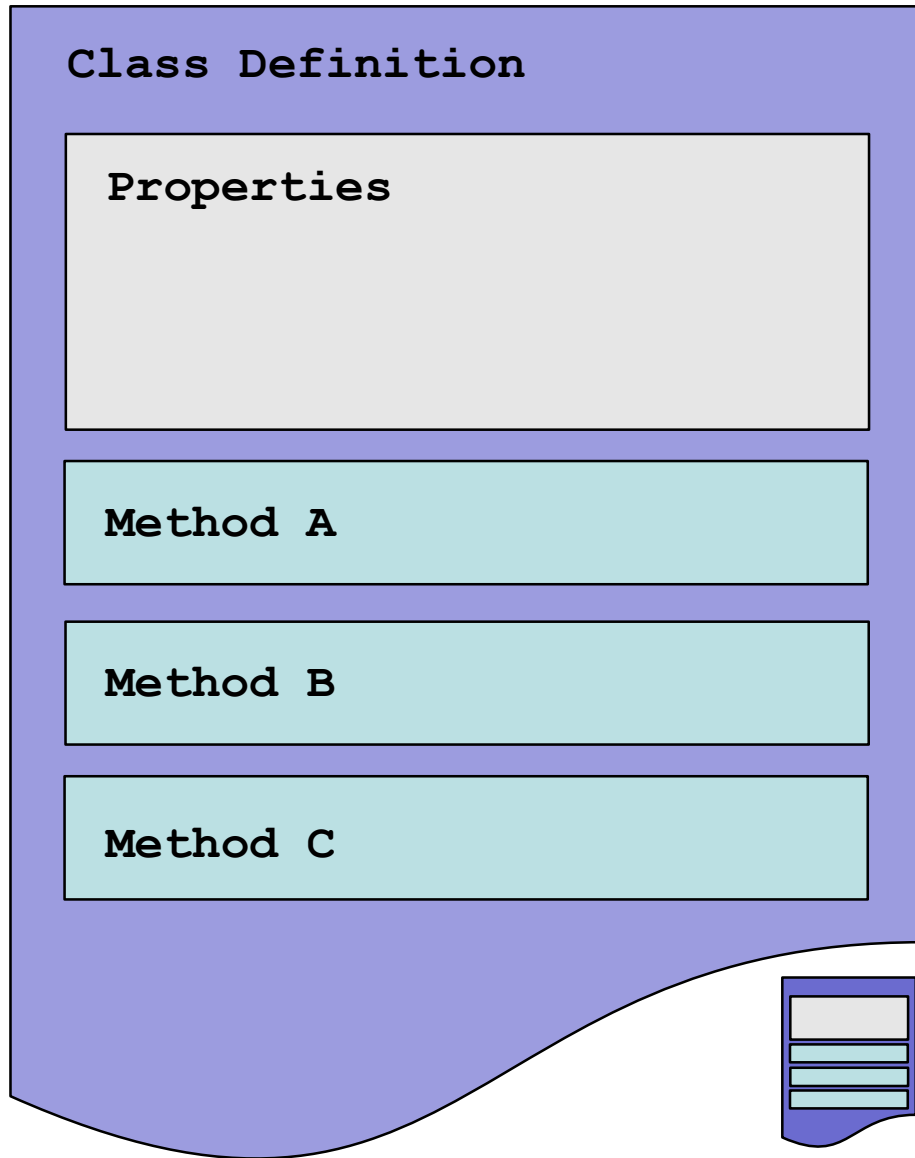 Class Definition
Properties
Method A
Method B
Method C